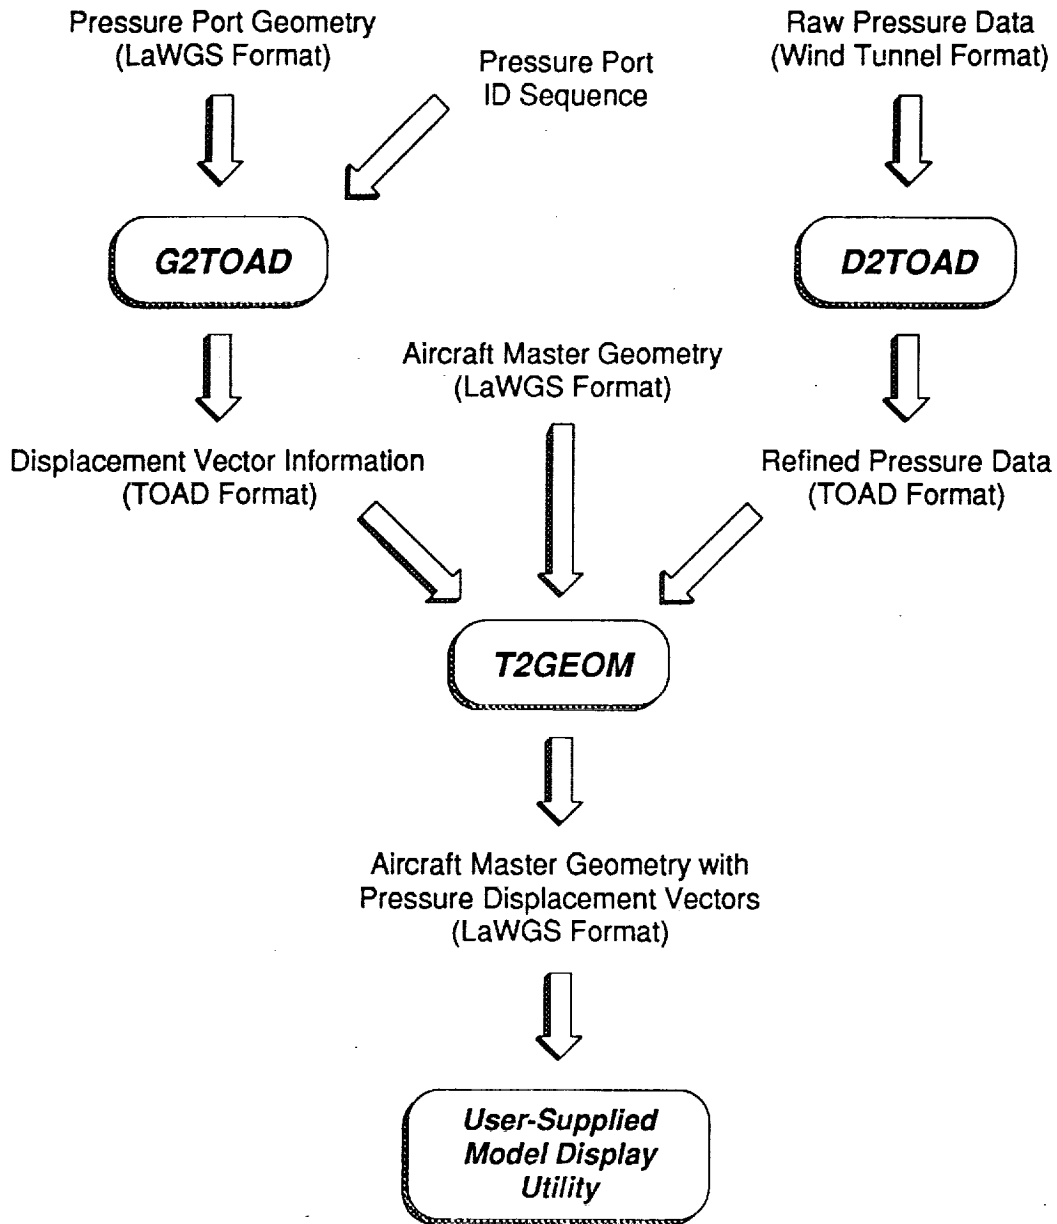 Pressure Port Geometry
(LaWGS Format)
Pressure Port
ID Sequence
Raw Pressure Data
(Wind Tunnel Format)
G2TOAD
D2TOAD
Aircraft Master Geometry
(LaWGS Format)
Displacement Vector Information
(TOAD Format)
Refined Pressure Data
(TOAD Format)
T2GEOM
Aircraft Master Geometry with
Pressure Displacement Vectors
(LaWGS Format)
User-Supplied
Model Display
Utility